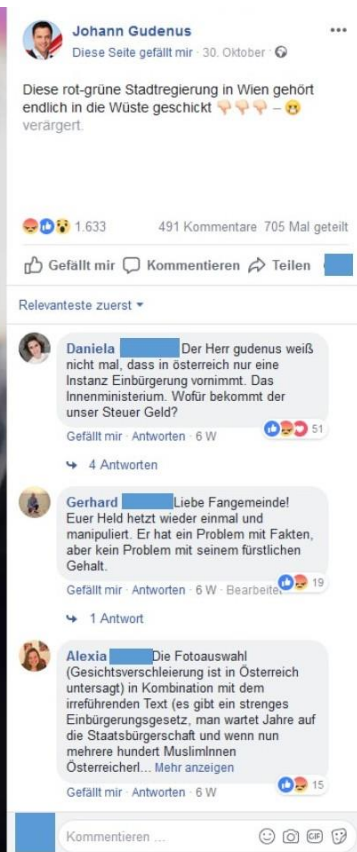 Johann Gudenus
Diese Seite gefällt mir · 30. Oktober ·
Diese rot-grüne Stadtregierung in Wien gehört
endlich in die Wüste geschickt 👎👎👎 – 😬
verärgert.
1.633 491 Kommentare 705 Mal geteilt
Gefällt mir Kommentieren Teilen
Relevanteste zuerst
Daniela Der Herr gudenus weiß
nicht mal, dass in österreich nur eine
Instanz Einbürgerung vornimmt. Das
Innenministerium. Wofür bekommt der
unser Steuer Geld?
51
Gefällt mir · Antworten · 6 W
4 Antworten
Gerhard Liebe Fangemeinde!
Euer Held hetzt wieder einmal und
manipuliert. Er hat ein Problem mit Fakten,
aber kein Problem mit seinem fürstlichen
Gehalt.
19
Gefällt mir · Antworten · 6 W · Bearbeitet
1 Antwort
Alexia Die Fotoauswahl
(Gesichtsverschleierung ist in Österreich
untersagt) in Kombination mit dem
irreführenden Text (es gibt ein strenges
Einbürgerungsgesetz, man wartet Jahre auf
die Staatsbürgerschaft und wenn nun
mehrere hundert MuslimInnen
Österreicherl... Mehr anzeigen
15
Gefällt mir · Antworten · 6 W
Kommentieren ...
GIF